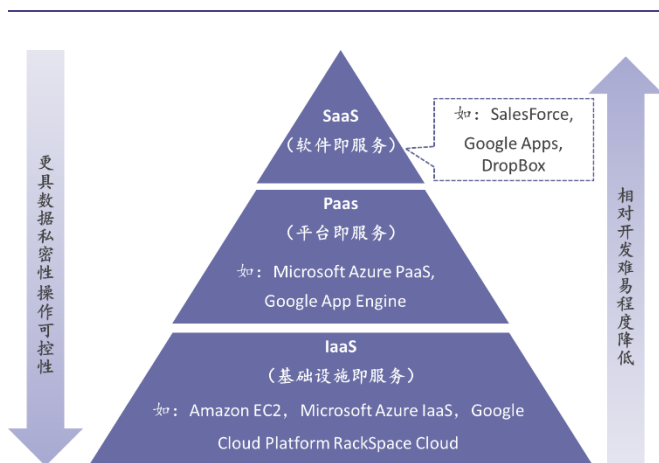 SaaS
（软件即服务）
如：SalesForce,
Google Apps,
DropBox
Paas
（平台即服务）
如：Microsoft Azure PaaS,
Google App Engine
IaaS
（基础设施即服务）
如：Amazon EC2，Microsoft Azure IaaS，Google
Cloud Platform RackSpace Cloud
更具数据私密性操作可控性
相对开发难易程度降低